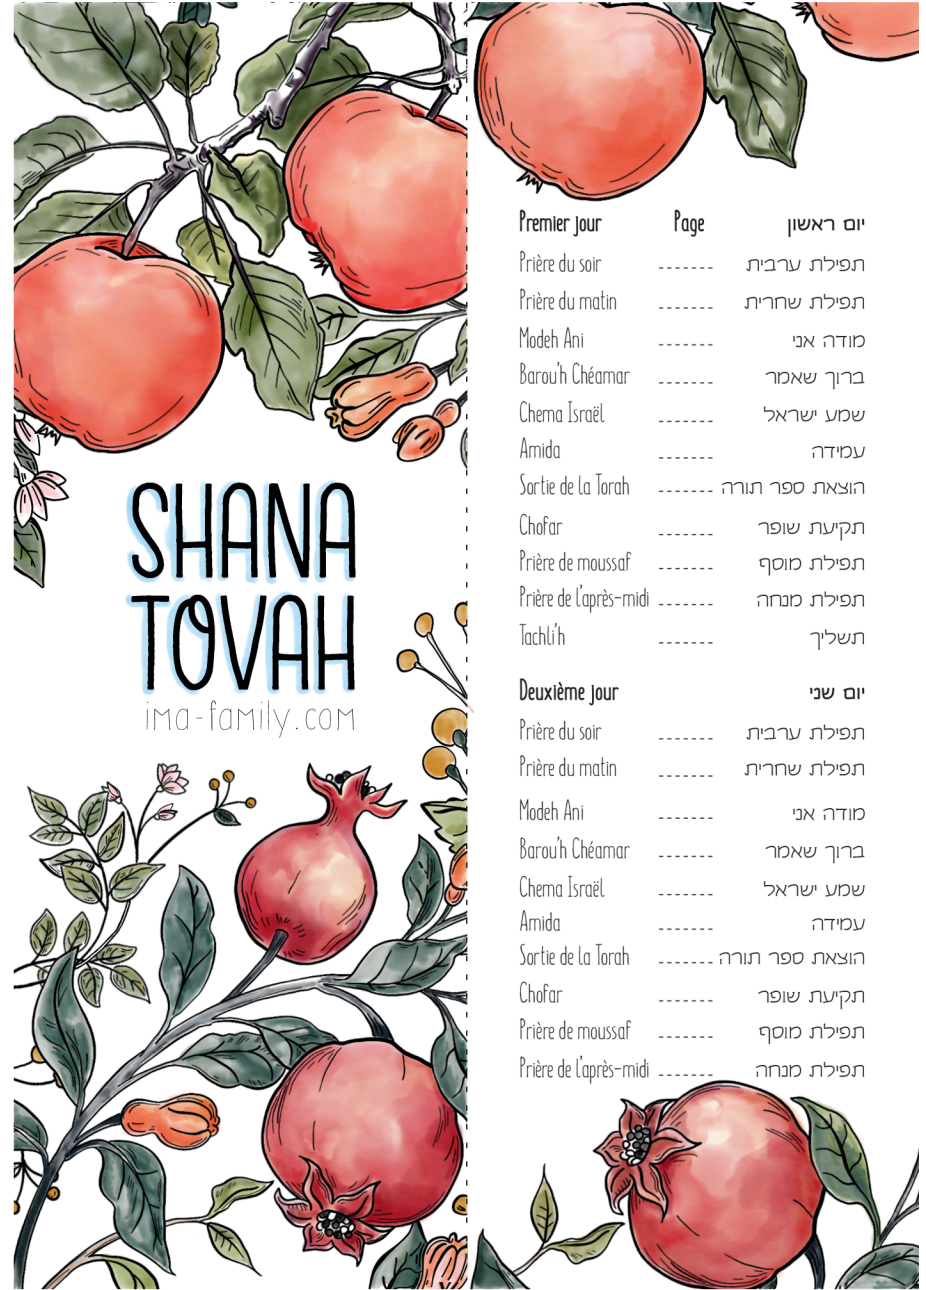 SHANA
TOVAH
ima-family.com
Premier jour Page יום ראשון
Prière du soir ------- תפילת ערבית
Prière du matin ------- תפילת שחרית
Modeh Ani ------- מודה אני
Barou'h Chéamar ------- ברוך שאמר
Chema Israël ------- שמע ישראל
Amida ------- עמידה
Sortie de la Torah ------- הוצאת ספר תורה
Chofar ------- תקיעת שופר
Prière de moussaf ------- תפילת מוסף
Prière de l'après-midi ------- תפילת מנחה
Tachli'h ------- תשליך
Deuxième jour יום שני
Prière du soir ------- תפילת ערבית
Prière du matin ------- תפילת שחרית
Modeh Ani ------- מודה אני
Barou'h Chéamar ------- ברוך שאמר
Chema Israël ------- שמע ישראל
Amida ------- עמידה
Sortie de la Torah ------- הוצאת ספר תורה
Chofar ------- תקיעת שופר
Prière de moussaf ------- תפילת מוסף
Prière de l'après-midi ------- תפילת מנחה